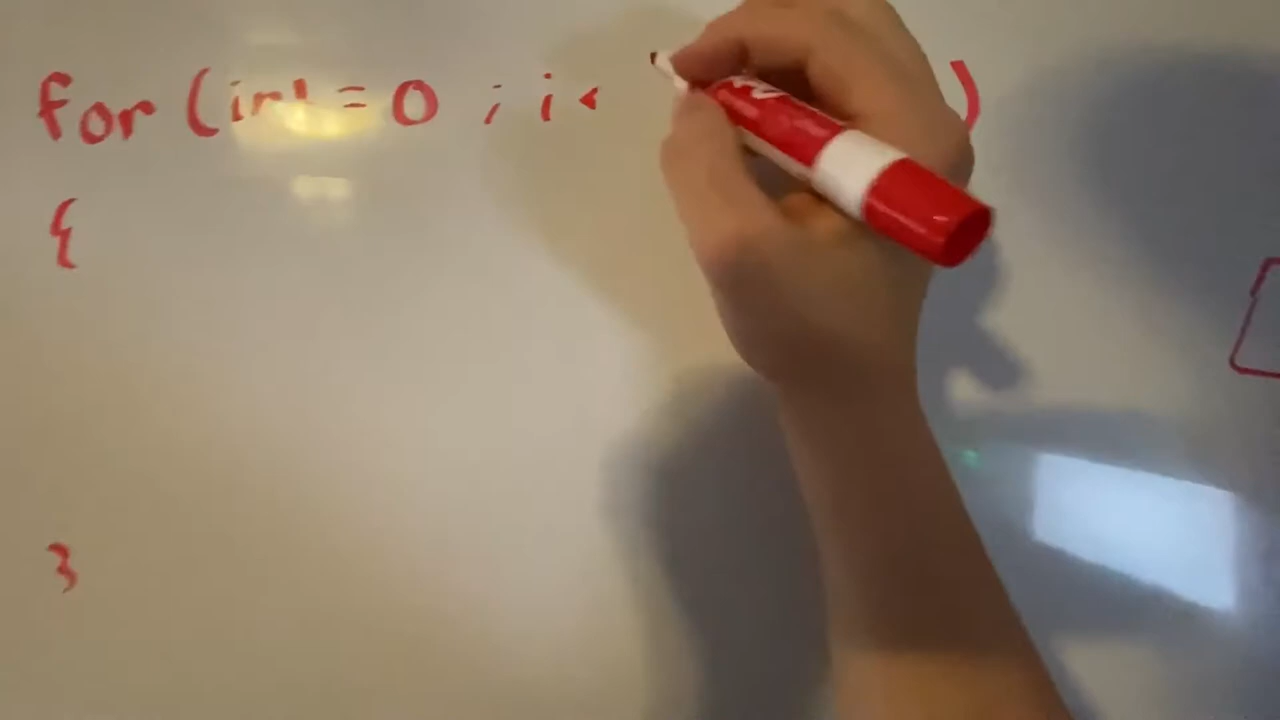 for (int = 0 ; i < )
{
}